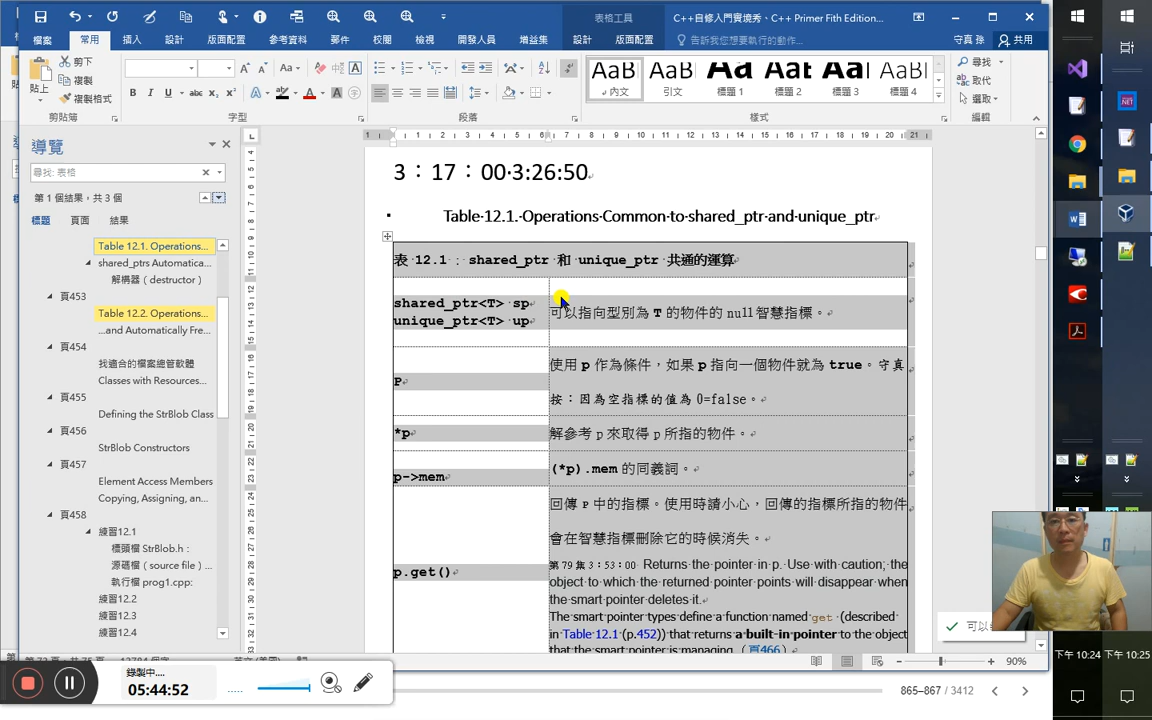 表格工具
C++自修入門實境秀、C++ Primer Fith Edition...
檔案
常用
插入
設計
版面配置
參考資料
郵件
校閱
檢視
開發人員
增益集
設計
版面配置
告訴我您想要執行的動作...
守真 孫
共用
貼上
剪下
複製
複製格式
剪貼簿
字型
段落
AaBl
AaBb
AaB
Aat
Aal
AaBbl
內文
引文
標題 1
標題 2
標題 3
標題 4
樣式
尋找
取代
選取
編輯
導覽
尋找: 表格
第 1 個結果，共 3 個
標題
頁面
結果
Table 12.1. Operations...
shared_ptrs Automatica...
解構器（destructor）
頁453
Table 12.2. Operations...
...and Automatically Fre...
頁454
找適合的檔案總管軟體
Classes with Resources...
頁455
Defining the StrBlob Class
頁456
StrBlob Constructors
頁457
Element Access Members
Copying, Assigning, an...
頁458
練習12.1
標頭檔 StrBlob.h :
源碼檔（source file）...
執行檔 prog1.cpp:
練習12.2
練習12.3
練習12.4
3：17：00·3:26:50
Table·12.1.·Operations·Common·to·shared_ptr·and·unique_ptr
表·12.1：shared_ptr·和·unique_ptr·共通的運算
shared_ptr<T>·sp
unique_ptr<T>·up
可以指向型別為 T 的物件的 null 智慧指標。
p
使用 p 作為條件，如果 p 指向一個物件就為 true。守真
按：因為空指標的值為 0=false。
*p
解參考 p 來取得 p 所指的物件。
p->mem
(*p).mem 的同義詞。
p.get()
回傳 P 中的指標。使用時請小心，回傳的指標所指的物件
會在智慧指標刪除它的時候消失。
第 79 集 3：53：00 Returns the pointer in p. Use with caution; the
object to which the returned pointer points will disappear when
the smart pointer deletes it.
The smart pointer types define a function named get (described
in Table 12.1 (p.452)) that returns a built-in pointer to the object
that the smart pointer is managing.（頁466）
90%
錄製中....
05:44:52
865–867 / 3412
下午 10:24
下午 10:25